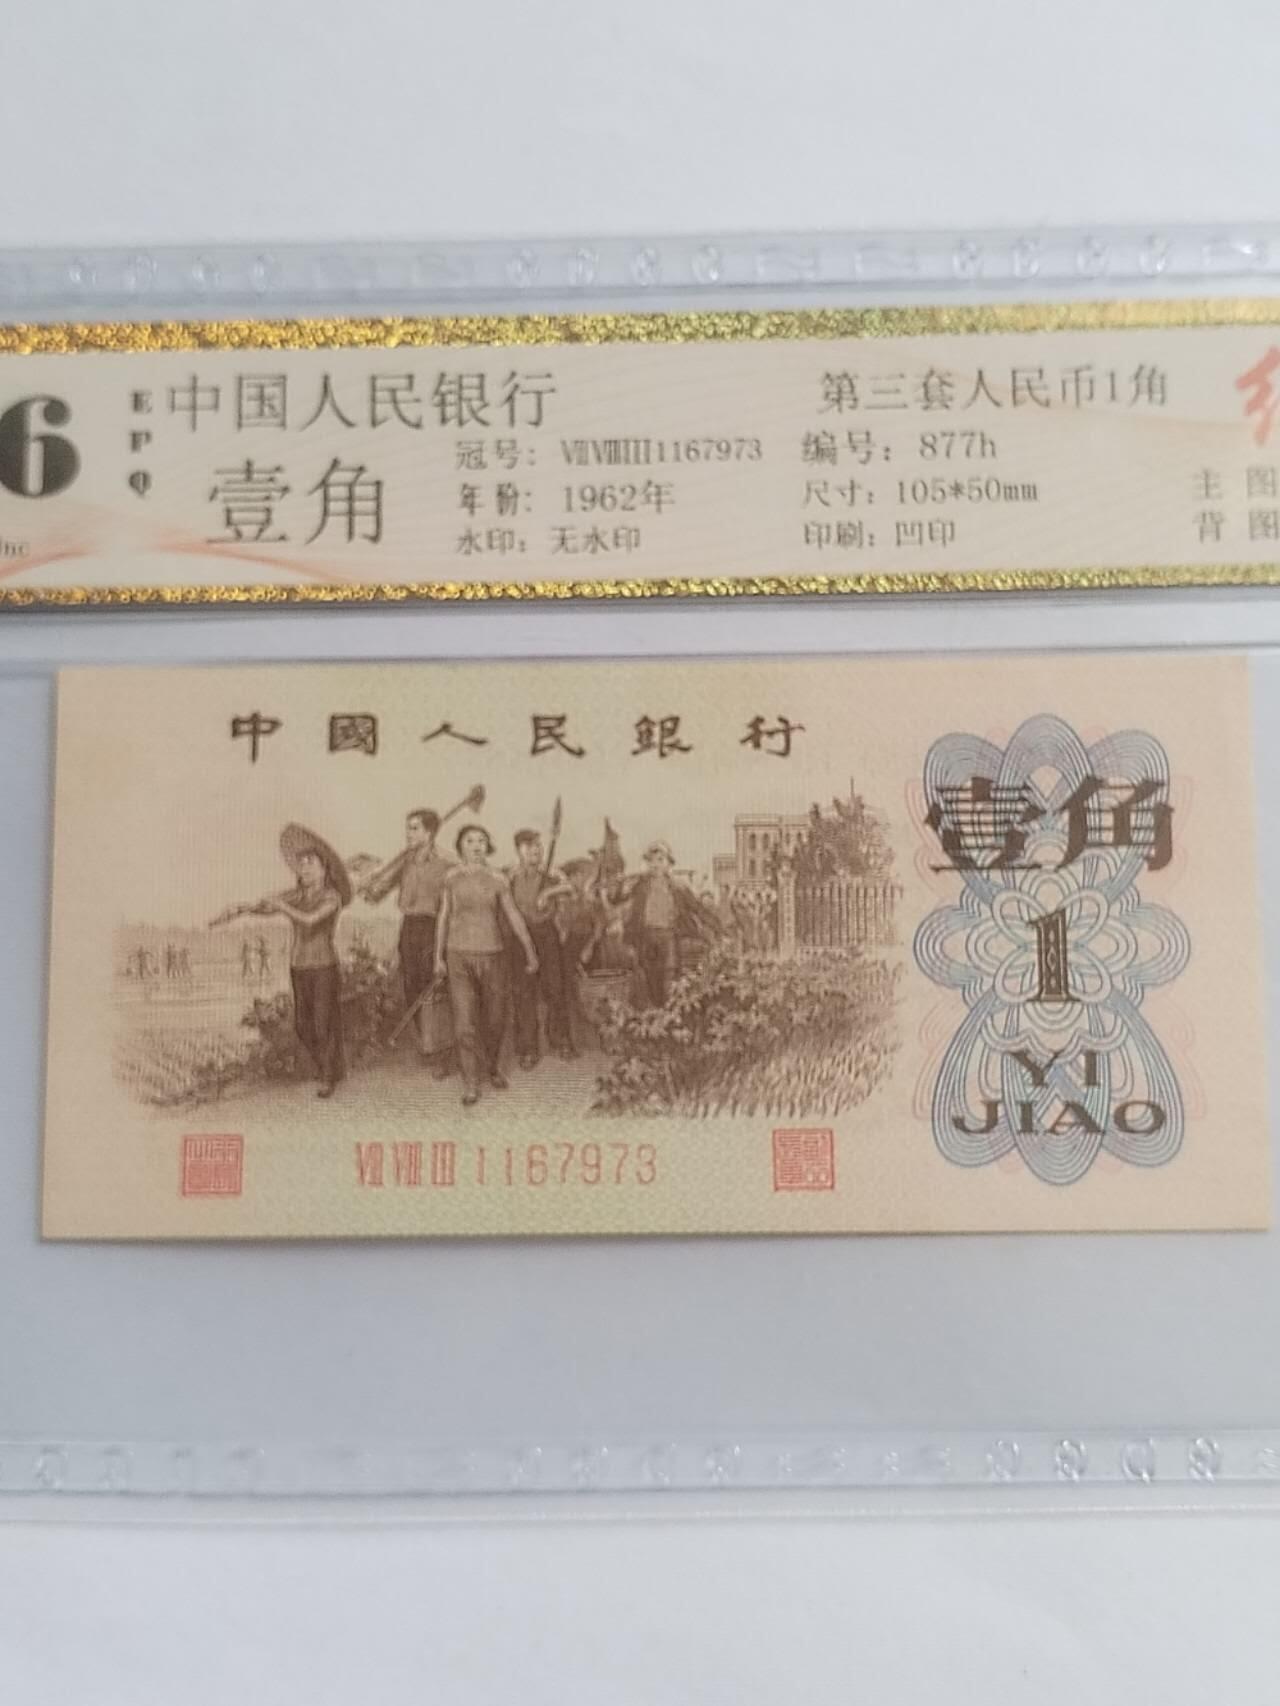 6 EPQ 中国人民银行 第三套人民币1角
壹角 冠号：ⅦⅧⅢ1167973 编号：877h
年份：1962年 尺寸：105*50mm 主图
水印：无水印 印刷：凹印 背图
中國人民銀行
壹角
1
YI
JIAO
ⅦⅧⅢ1167973